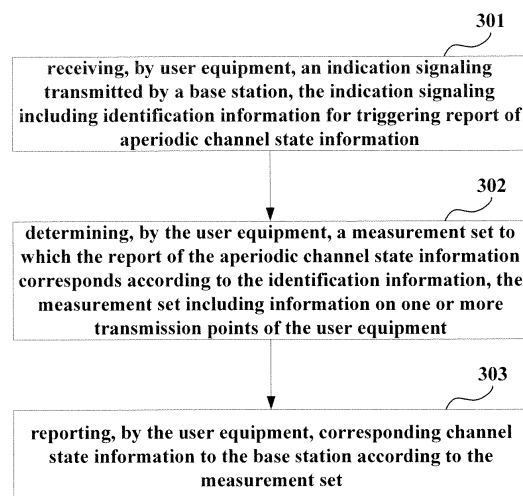 301
receiving, by user equipment, an indication signaling
transmitted by a base station, the indication signaling
including identification information for triggering report of
aperiodic channel state information
302
determining, by the user equipment, a measurement set to
which the report of the aperiodic channel state information
corresponds according to the identification information, the
measurement set including information on one or more
transmission points of the user equipment
303
reporting, by the user equipment, corresponding channel
state information to the base station according to the
measurement set